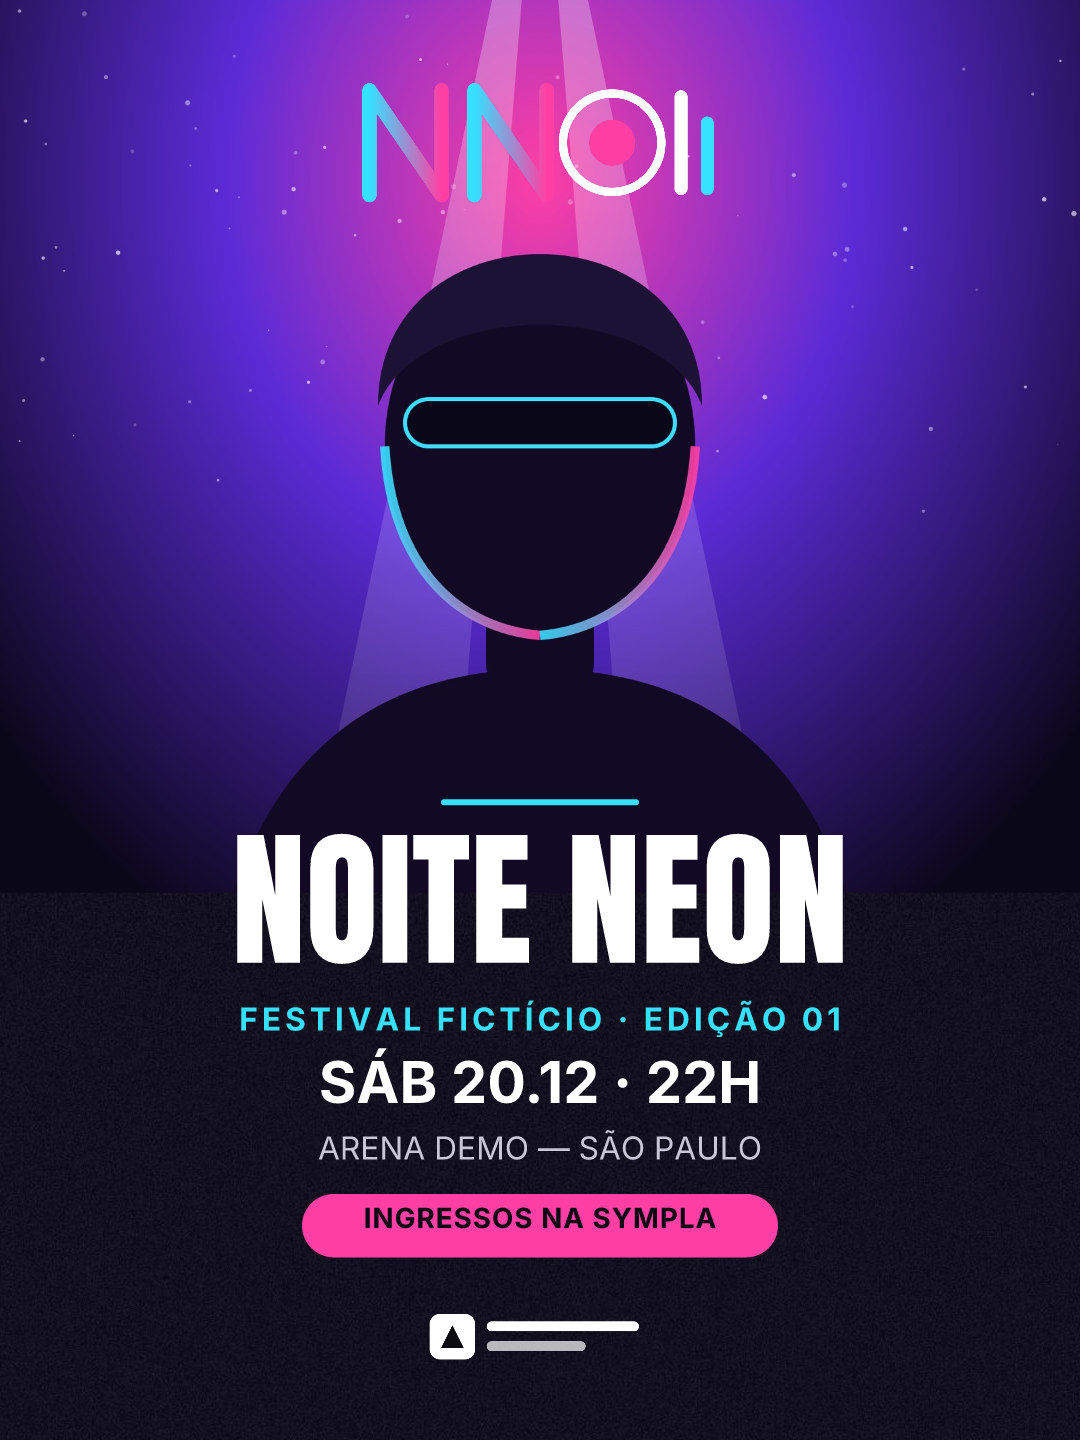 NOITE NEON
FESTIVAL FICTÍCIO · EDIÇÃO 01
SÁB 20.12 · 22H
ARENA DEMO — SÃO PAULO
INGRESSOS NA SYMPLA